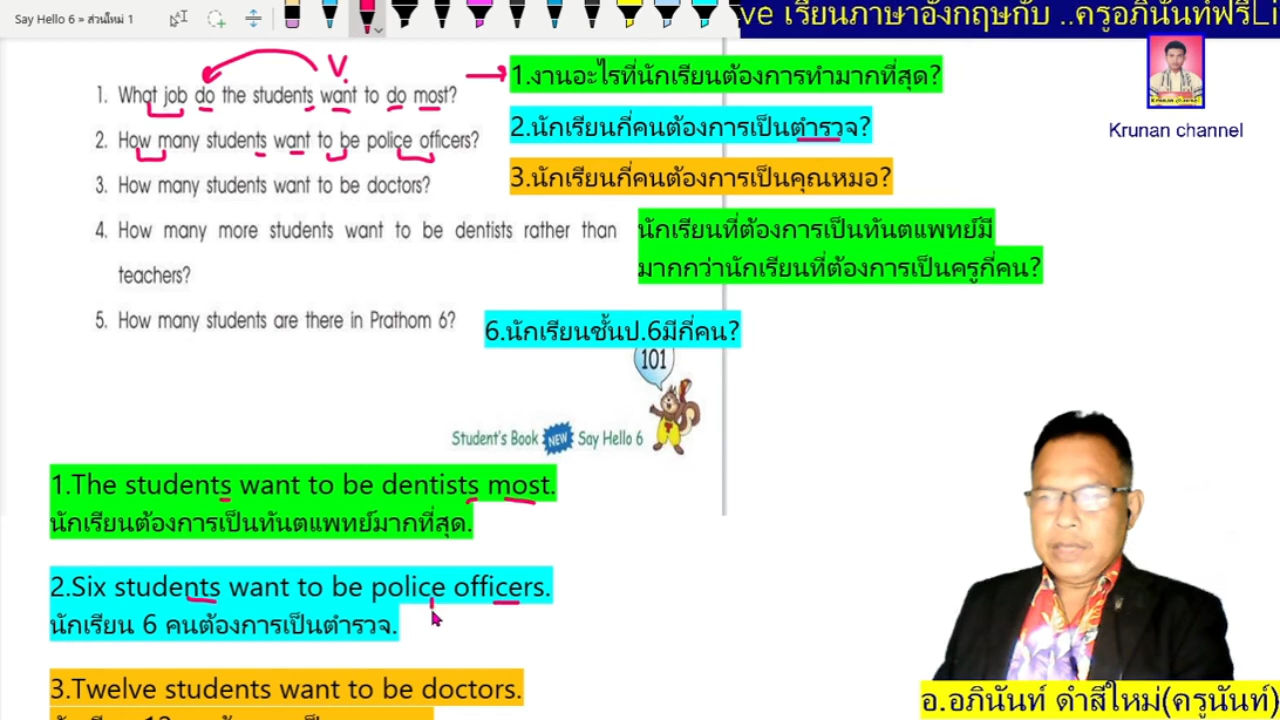 Say Hello 6 » ส่วนใหม่ 1
ve เรียนภาษาอังกฤษกับ ..ครูอภินันท์ฟรีLi
V.
1. What job do the students want to do most?
1.งานอะไรที่นักเรียนต้องการทำมากที่สุด?
Krunan channel
2. How many students want to be police officers?
2.นักเรียนกี่คนต้องการเป็นตำรวจ?
3. How many students want to be doctors?
3.นักเรียนกี่คนต้องการเป็นคุณหมอ?
4. How many more students want to be dentists rather than
teachers?
นักเรียนที่ต้องการเป็นทันตแพทย์มี
มากกว่านักเรียนที่ต้องการเป็นครูกี่คน?
5. How many students are there in Prathom 6?
6.นักเรียนชั้นป.6มีกี่คน?
101
Student's Book NEW Say Hello 6
1.The students want to be dentists most.
นักเรียนต้องการเป็นทันตแพทย์มากที่สุด.
2.Six students want to be police officers.
นักเรียน 6 คนต้องการเป็นตำรวจ.
3.Twelve students want to be doctors.
อ.อภินันท์ ดำสีใหม่(ครูนันท์)